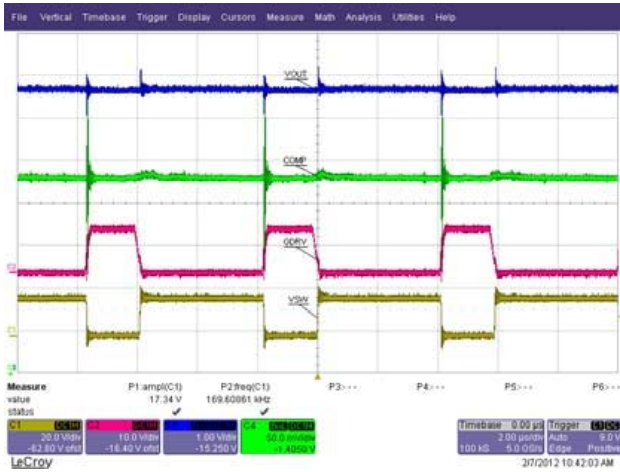 File Vertical Timebase Trigger Display Cursors Measure Math Analysis Utilities Help
VOUT
COMP
GDRV
VSW
Measure P1:ampl(C1) P2:freq(C1) P3:- - - P4:- - - P5:- - - P6:- - -
value 17.34 V 169.60861 kHz
status
C1 DC1M
20.0 V/div
-62.80 V ofst
10.0 V/div
-16.40 V ofst
1.00 V/div
-15.250 V
C4
50.0 mV/div
-1.4050 V
Timebase 0.00 µs
2.00 µs/div
100 kS 5.0 GS/s
Trigger C1 DC
Auto 9.0 V
Edge Positive
LeCroy
2/7/2012 10:42:03 AM